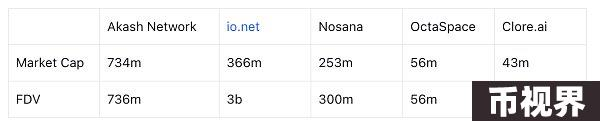 Akash Network io.net Nosana OctaSpace Clore.ai
Market Cap 734m 366m 253m 56m 43m
FDV 736m 3b 300m 56m
币视界